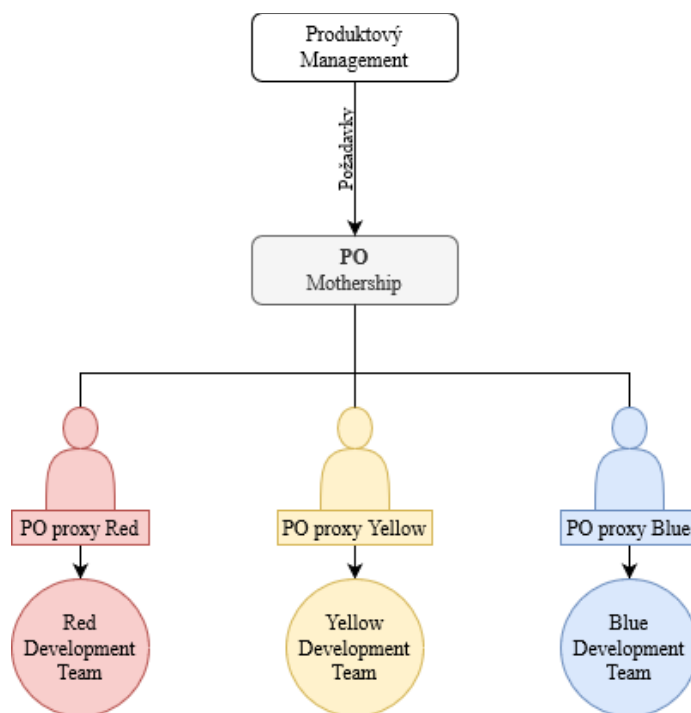 Produktový
Management
Požadavky
PO
Mothership
PO proxy Red
PO proxy Yellow
PO proxy Blue
Red
Development
Team
Yellow
Development
Team
Blue
Development
Team